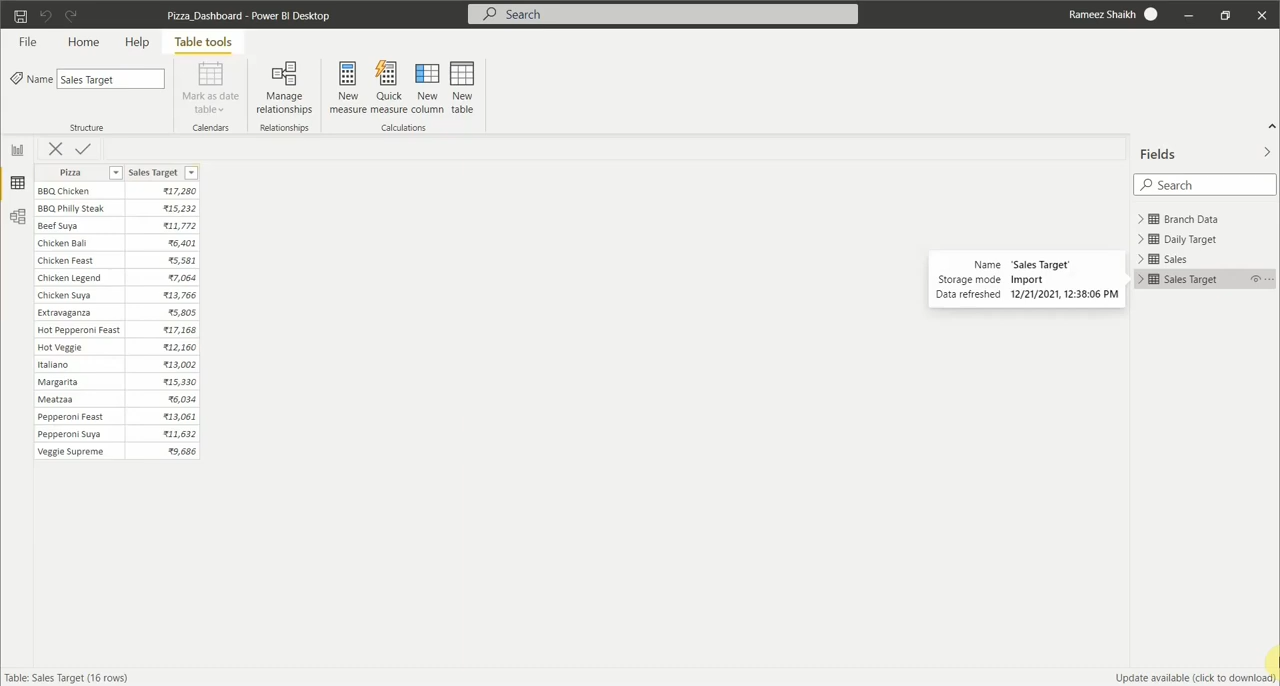 Pizza_Dashboard - Power BI Desktop
Search
Rameez Shaikh
File Home Help Table tools
Name Sales Target
Mark as date table
Manage relationships
New measure
Quick measure
New column
New table
Structure
Calendars
Relationships
Calculations
Pizza Sales Target
BBQ Chicken ₹17,280
BBQ Philly Steak ₹15,232
Beef Suya ₹11,772
Chicken Bali ₹6,401
Chicken Feast ₹5,581
Chicken Legend ₹7,064
Chicken Suya ₹13,766
Extravaganza ₹5,805
Hot Pepperoni Feast ₹17,168
Hot Veggie ₹12,160
Italiano ₹13,002
Margarita ₹15,330
Meatzaa ₹6,034
Pepperoni Feast ₹13,061
Pepperoni Suya ₹11,632
Veggie Supreme ₹9,686
Name 'Sales Target'
Storage mode Import
Data refreshed 12/21/2021, 12:38:06 PM
Fields
Search
Branch Data
Daily Target
Sales
Sales Target
Table: Sales Target (16 rows)
Update available (click to download)